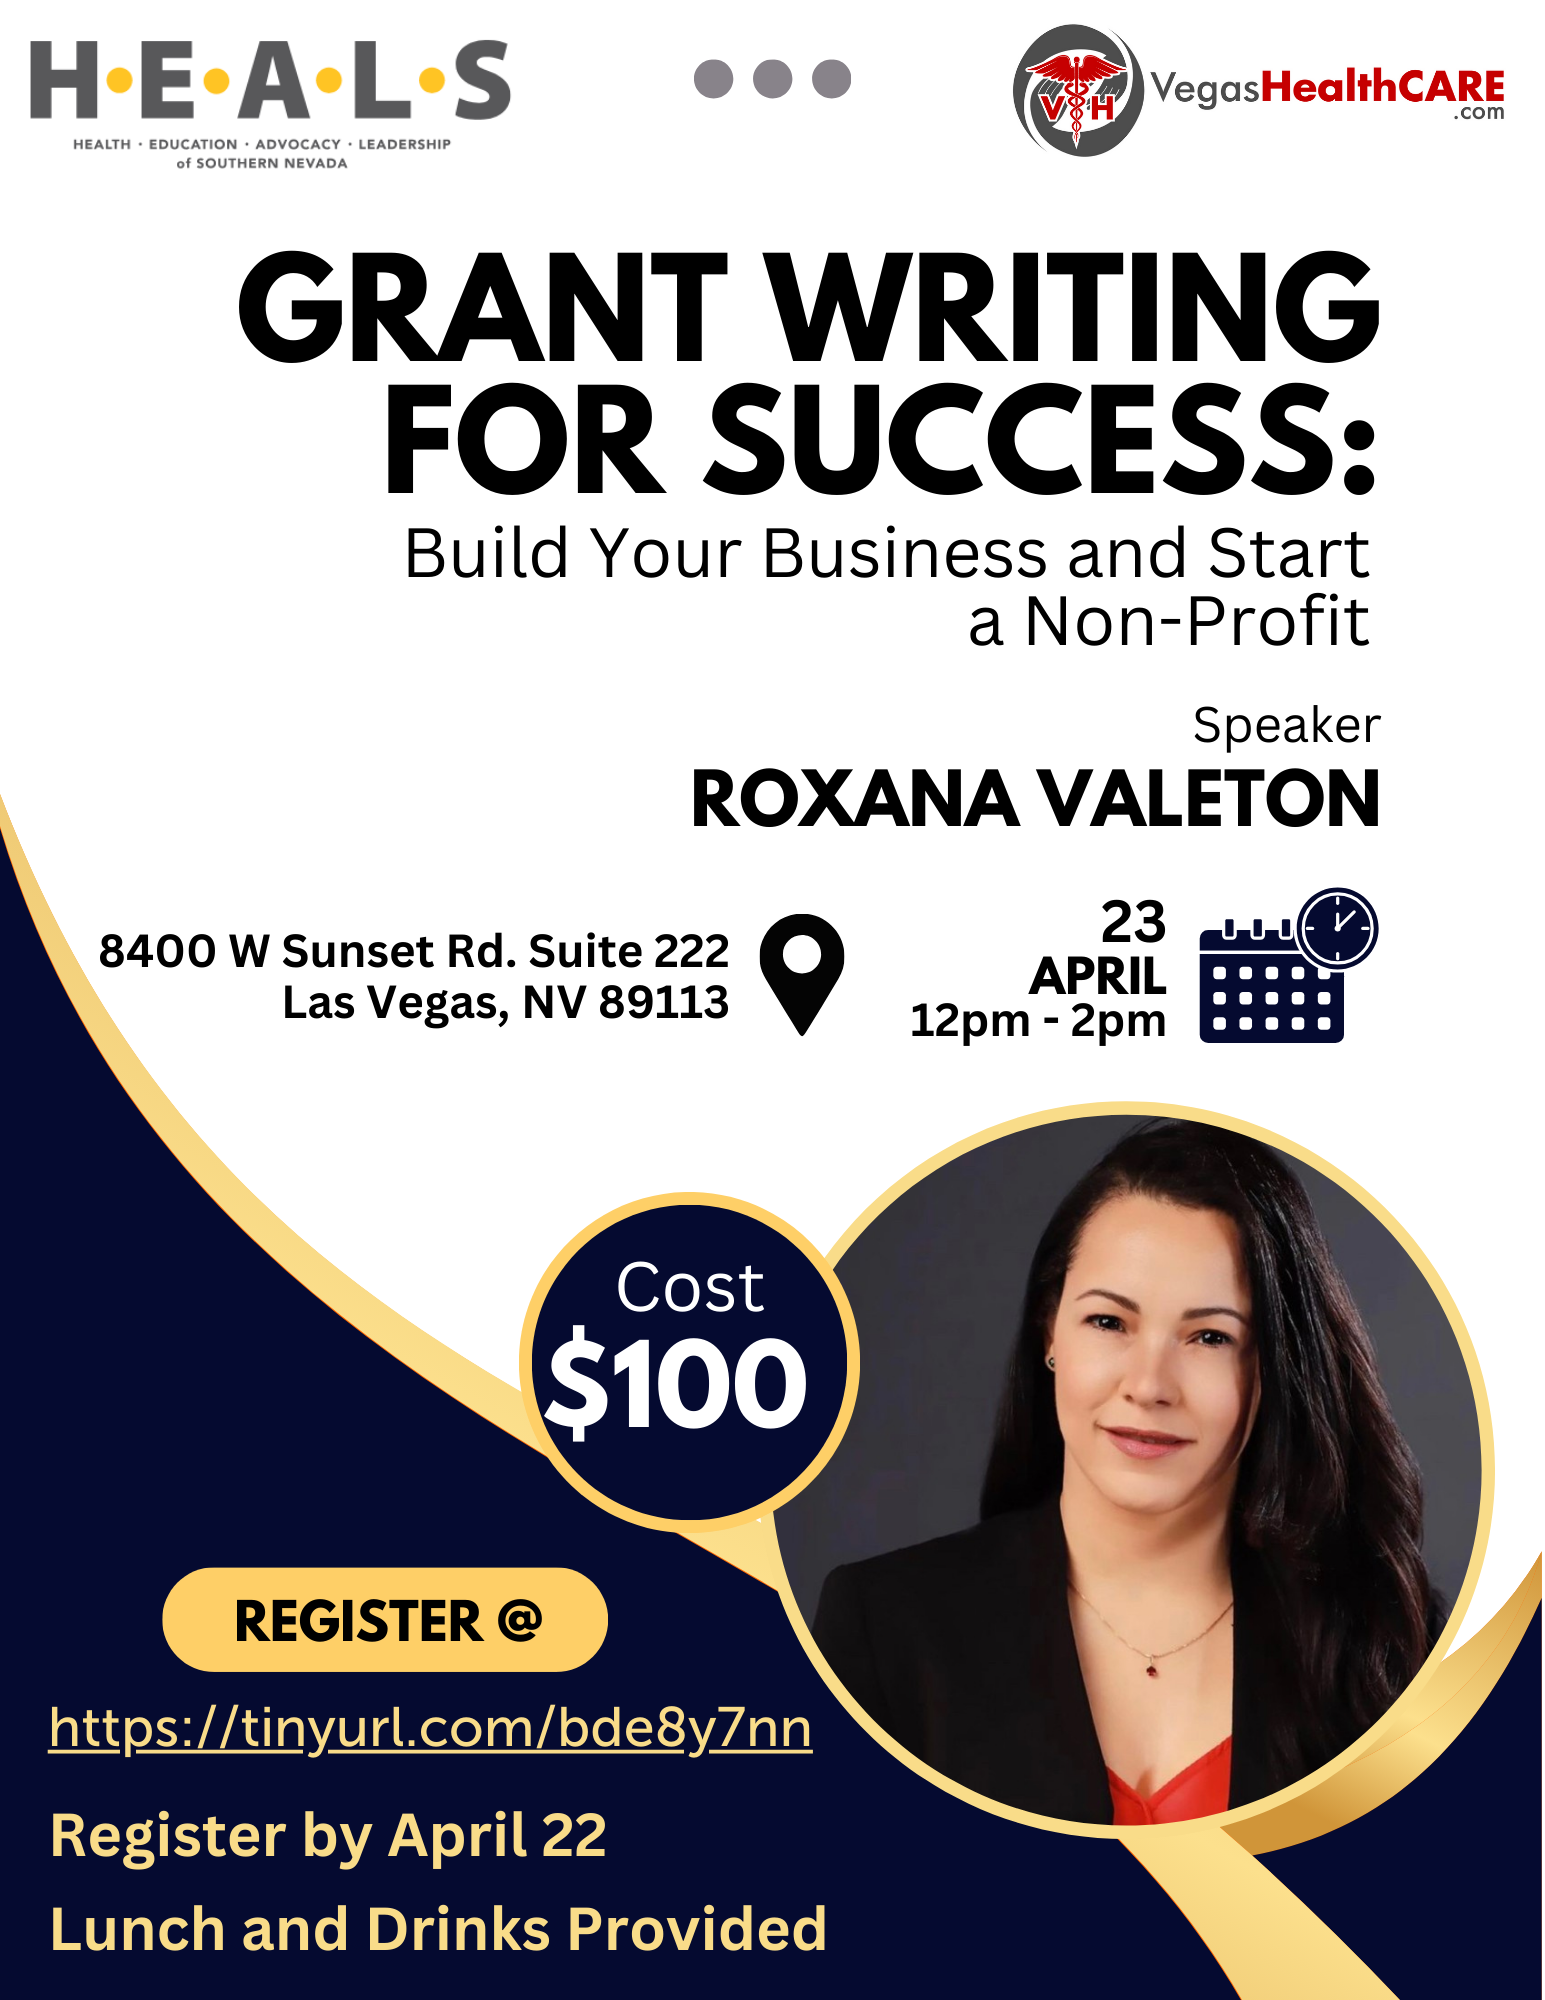 H•E•A•L•S
HEALTH · EDUCATION · ADVOCACY · LEADERSHIP
of SOUTHERN NEVADA
V H
VegasHealthCARE
.com
GRANT WRITING
FOR SUCCESS:
Build Your Business and Start
a Non-Profit
Speaker
ROXANA VALETON
8400 W Sunset Rd. Suite 222
Las Vegas, NV 89113
23
APRIL
12pm - 2pm
Cost
$100
REGISTER @
https://tinyurl.com/bde8y7nn
Register by April 22
Lunch and Drinks Provided